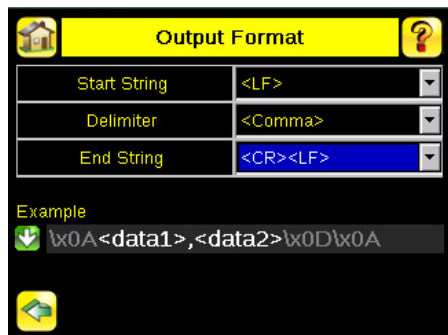 Output Format
?
Start String <LF>
Delimiter <Comma>
End String <CR><LF>
Example
\x0A<data1>,<data2>\x0D\x0A